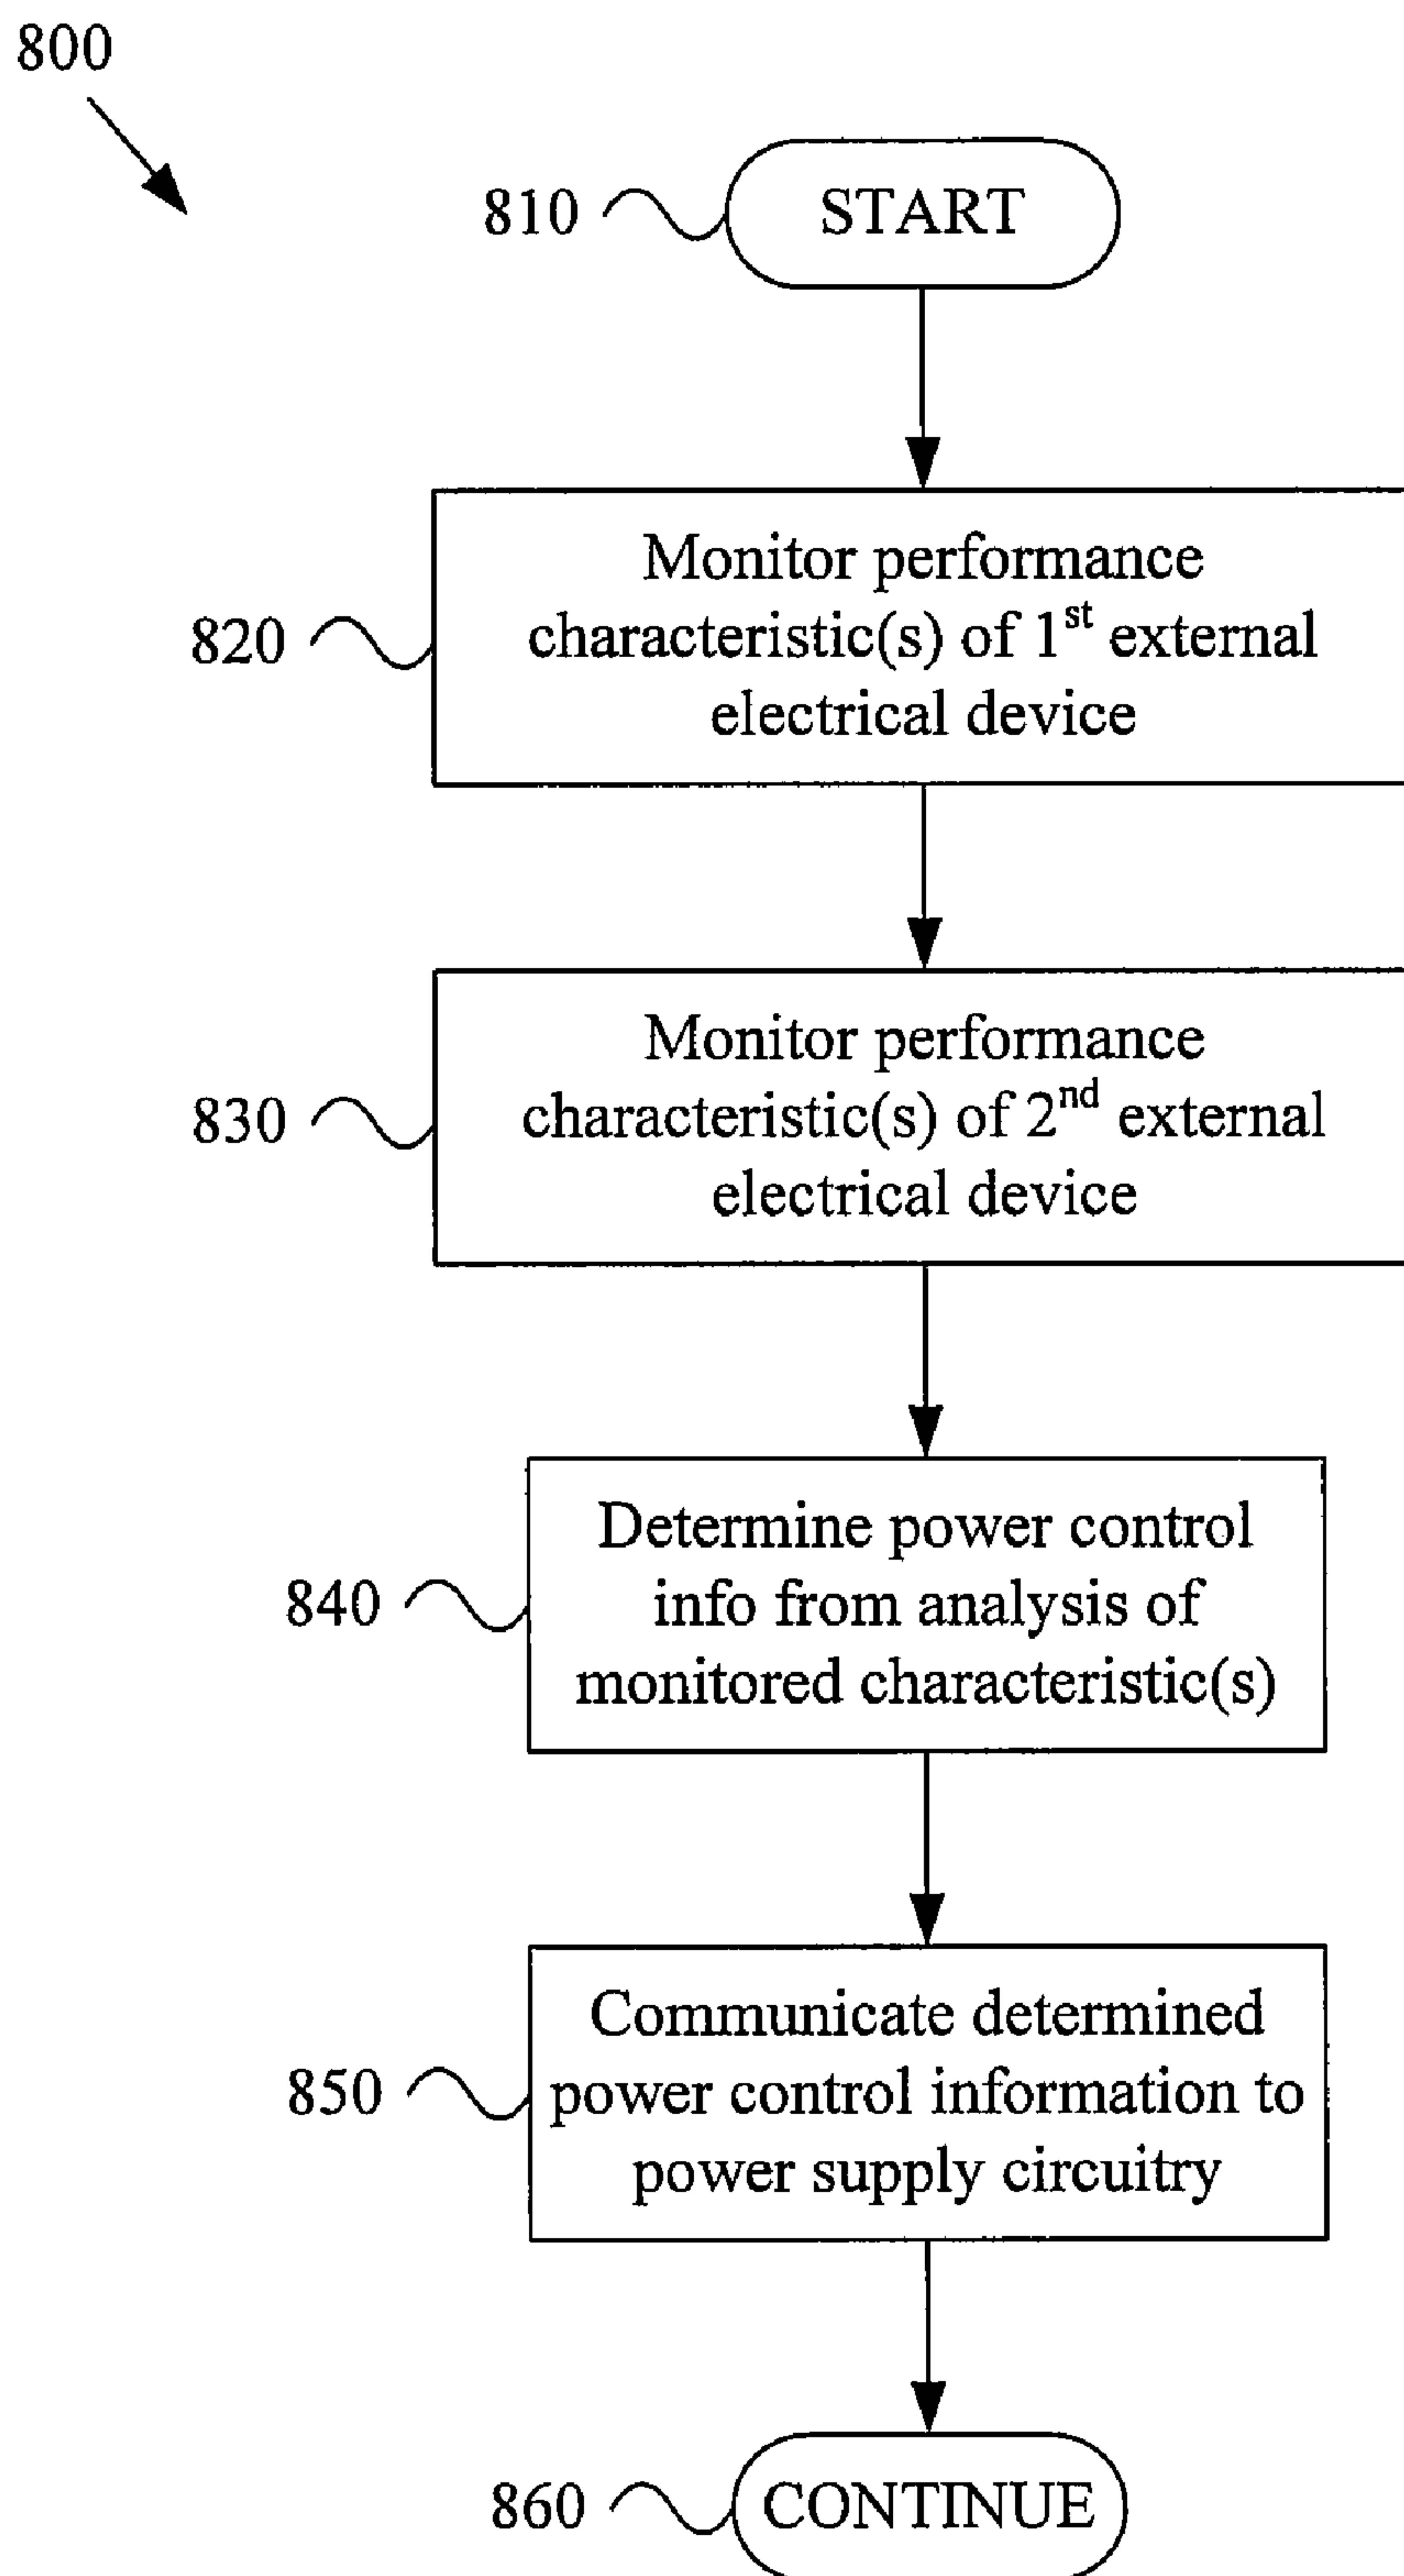 800
810
START
820
Monitor performance
characteristic(s) of 1st external
electrical device
830
Monitor performance
characteristic(s) of 2nd external
electrical device
840
Determine power control
info from analysis of
monitored characteristic(s)
850
Communicate determined
power control information to
power supply circuitry
860
CONTINUE